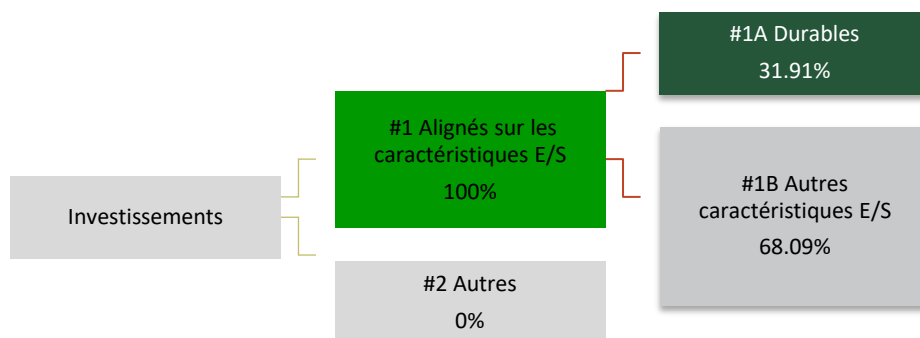 Investissements
#1 Alignés sur les
caractéristiques E/S
100%
#2 Autres
0%
#1A Durables
31.91%
#1B Autres
caractéristiques E/S
68.09%